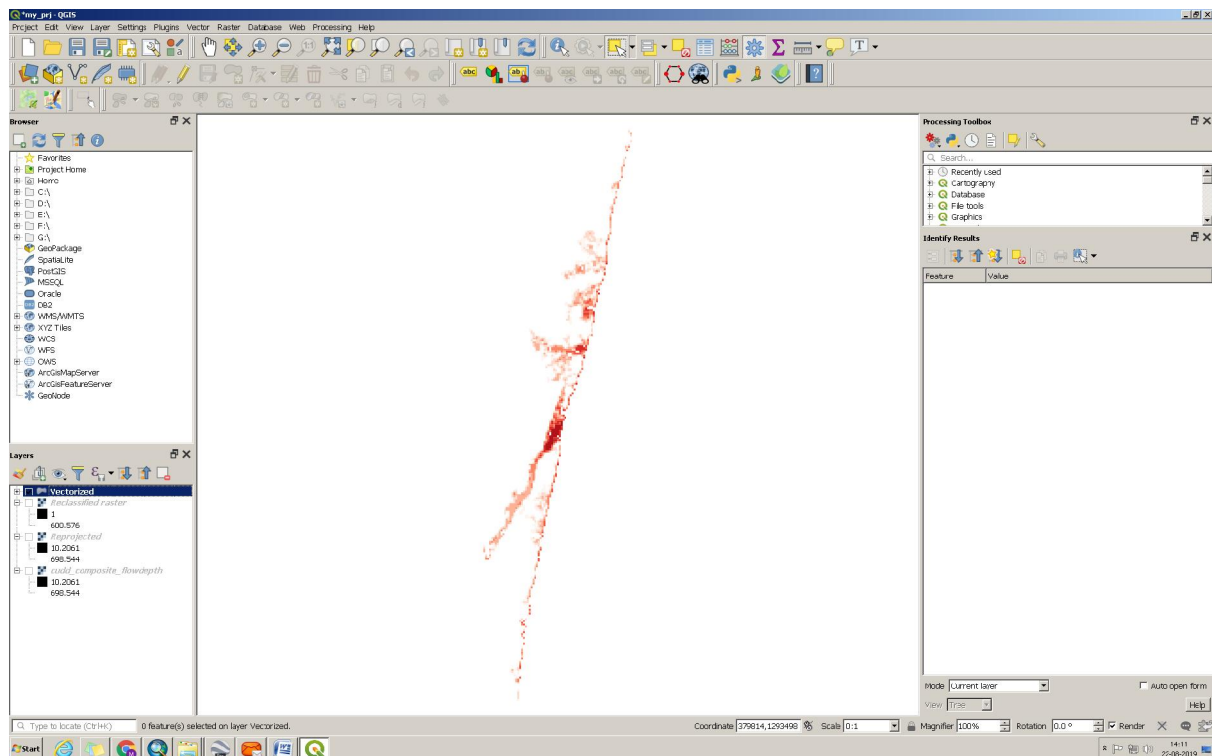 *my_prj - QGIS
Project Edit View Layer Settings Plugins Vector Raster Database Web Processing Help
Browser
Favorites
Project Home
Home
C:\
D:\
E:\
F:\
G:\
GeoPackage
SpatiaLite
PostGIS
MSSQL
Oracle
DB2
WMS/WMTS
XYZ Tiles
WCS
WFS
OWS
ArcGisMapServer
ArcGisFeatureServer
GeoNode
Layers
Vectorized
Reclassified raster
1
600.576
Reprojected
10.2061
698.544
cudd_composite_flowdepth
10.2061
698.544
Processing Toolbox
Search...
Recently used
Cartography
Database
File tools
Graphics
Identify Results
Feature Value
Mode Current layer Auto open form
View Tree Help
Type to locate (Ctrl+K) 0 feature(s) selected on layer Vectorized. Coordinate 379814,1293498 Scale 0:1 Magnifier 100% Rotation 0.0 ° Render
Start
14:11
22-08-2019